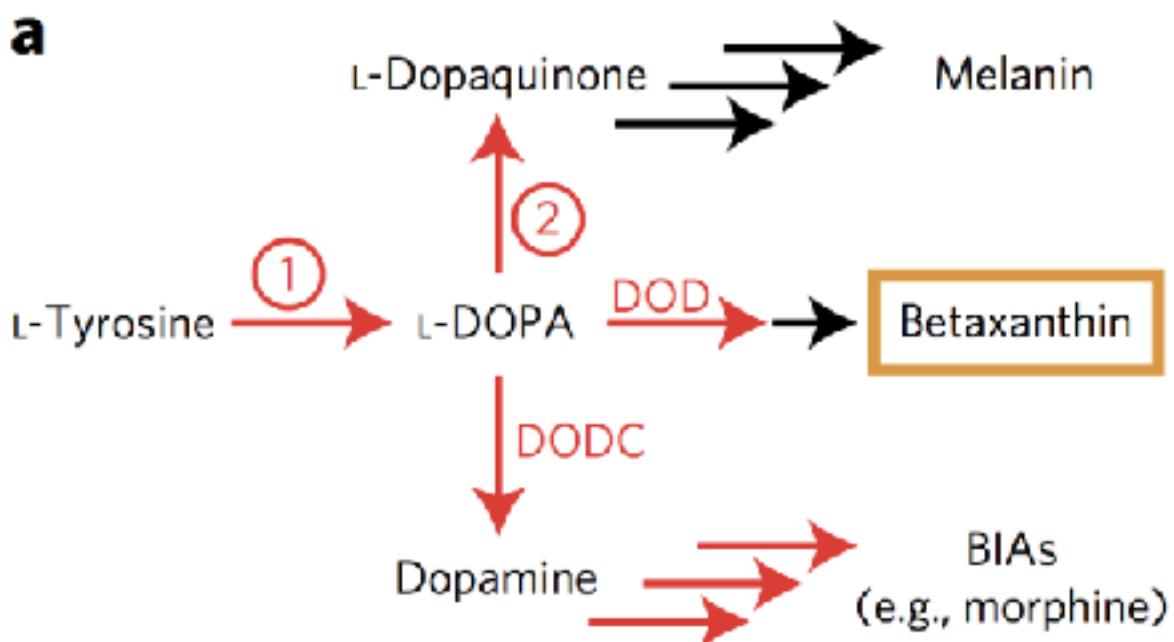 a
L-Dopaquinone
Melanin
2
1
L-Tyrosine
L-DOPA
DOD
Betaxanthin
DODC
Dopamine
BIAs
(e.g., morphine)